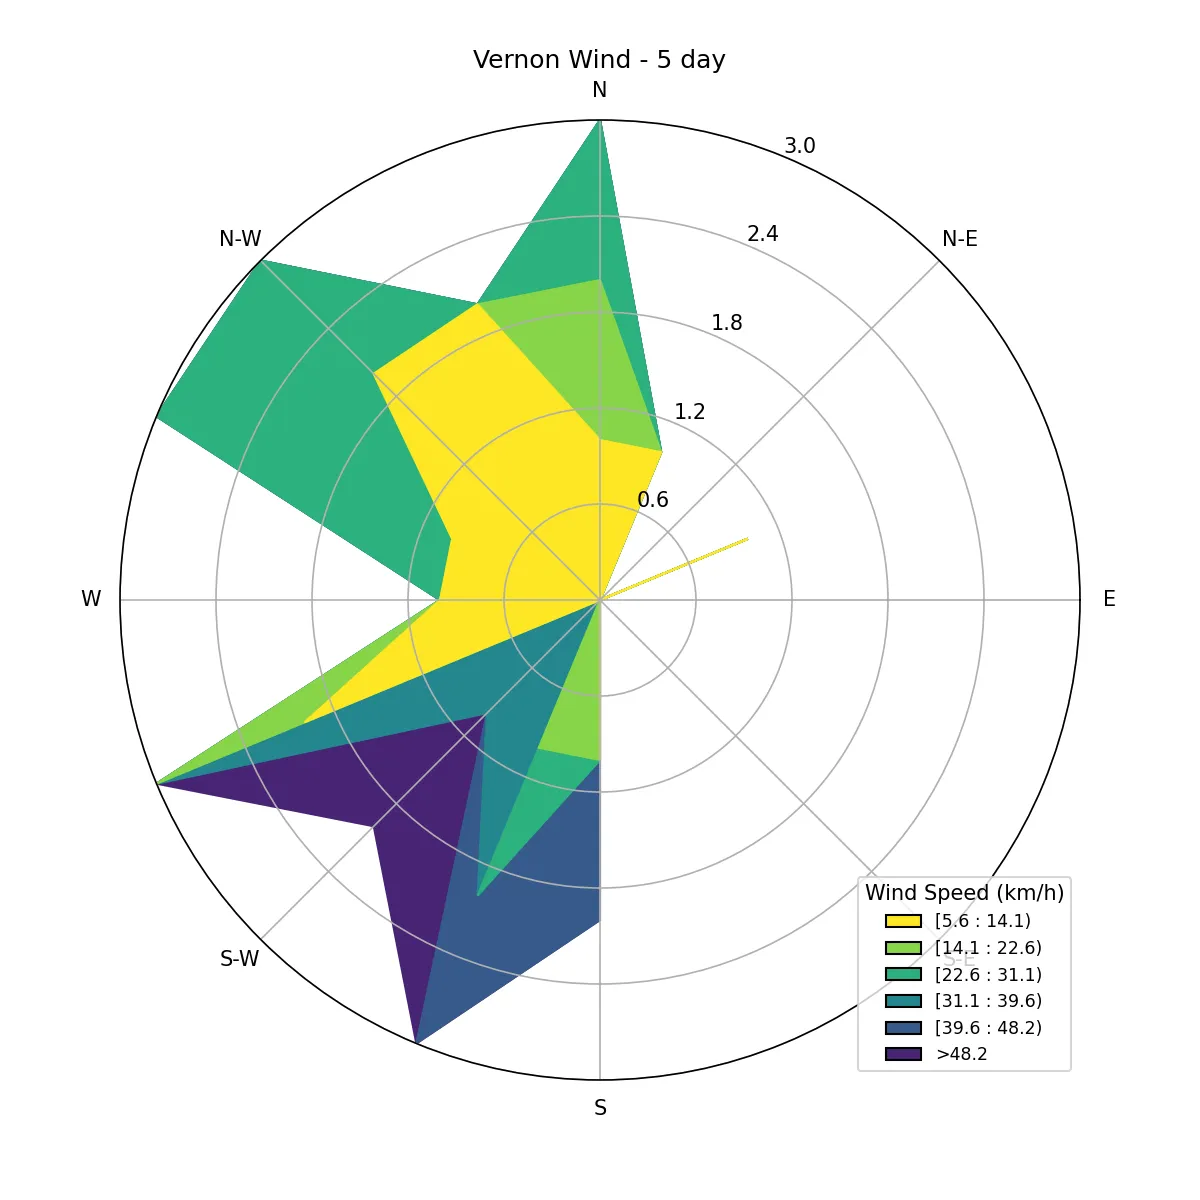 Vernon Wind - 5 day
N
3.0
N-W
N-E
2.4
1.8
1.2
0.6
W
E
S-W
S-E
S
Wind Speed (km/h)
[5.6 : 14.1)
[14.1 : 22.6)
[22.6 : 31.1)
[31.1 : 39.6)
[39.6 : 48.2)
>48.2